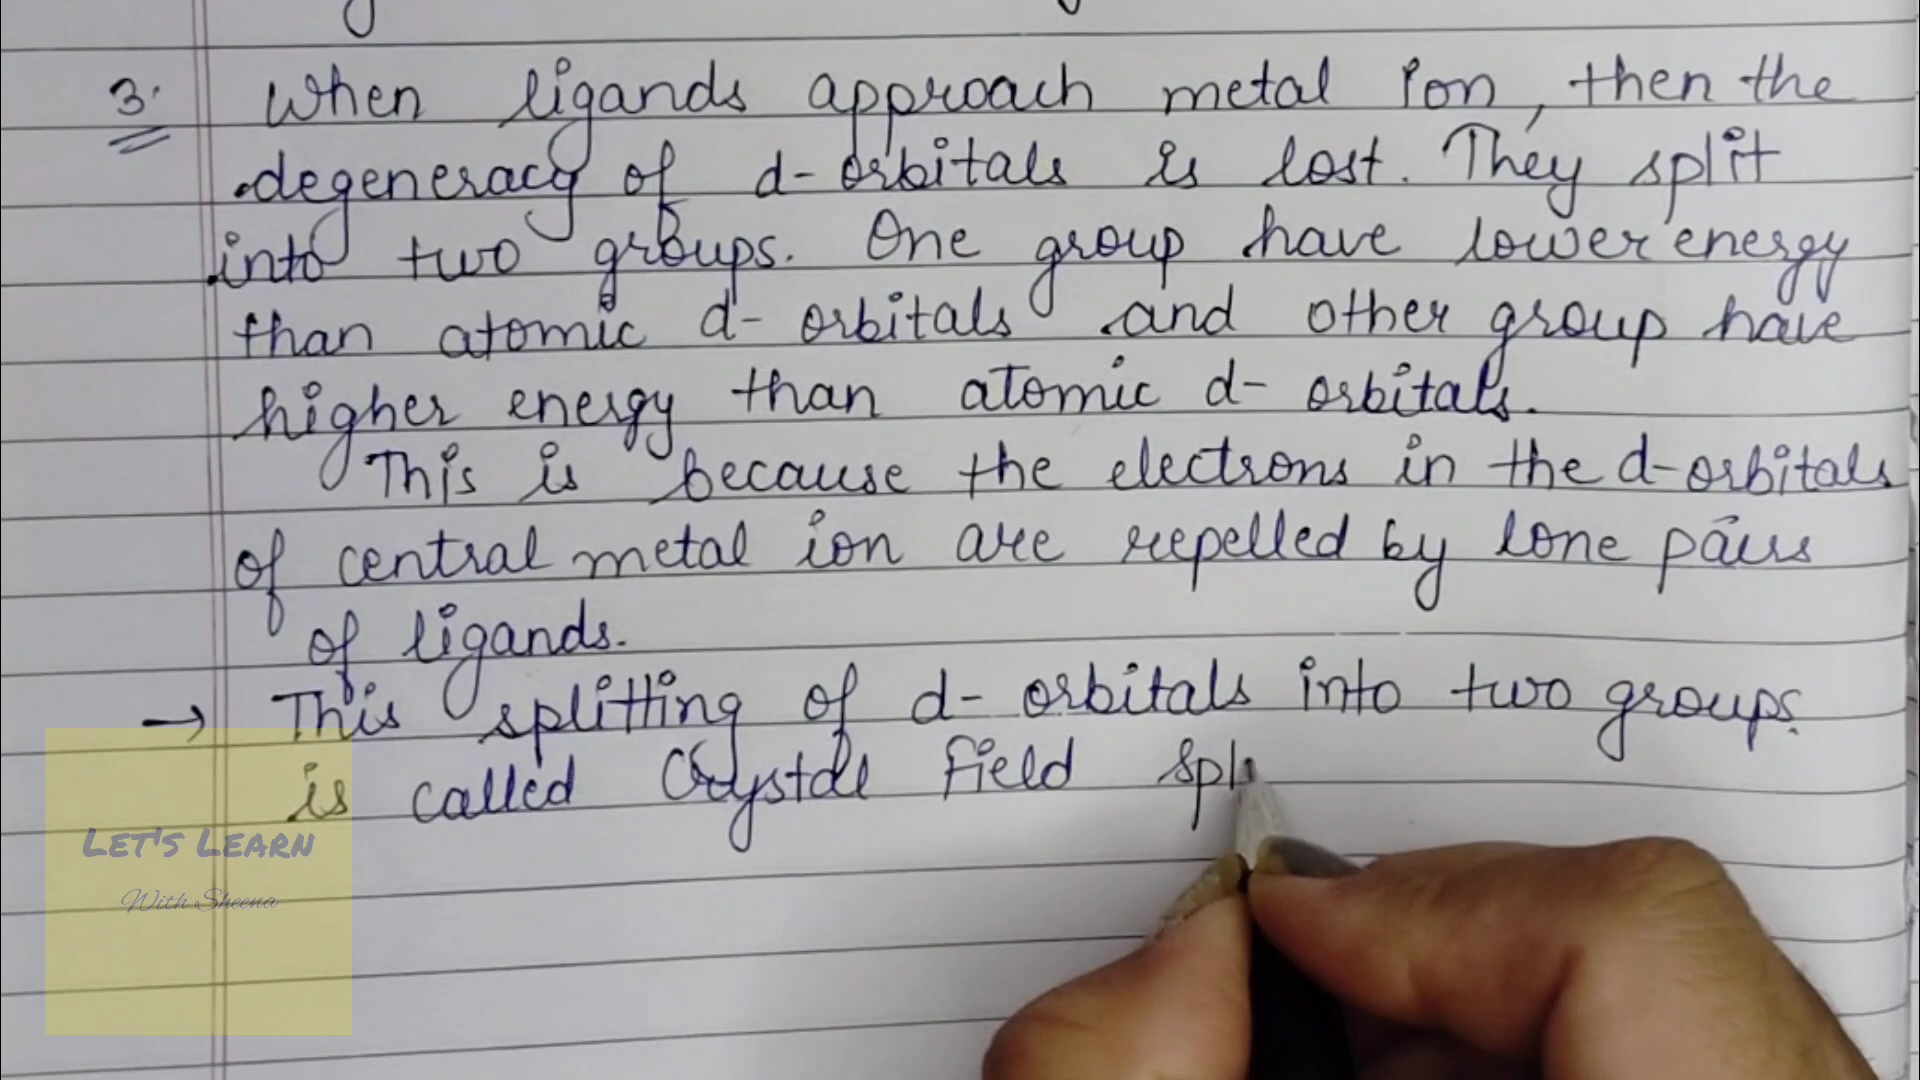 3. When ligands approach metal ion, then the
degeneracy of d-orbitals is lost. They split
into two groups. One group have lower energy
than atomic d-orbitals and other group have
higher energy than atomic d-orbitals.
This is because the electrons in the d-orbitals
of central metal ion are repelled by lone pairs
of ligands.
→ This splitting of d-orbitals into two groups.
is called Crystal Field spl
LET'S LEARN
With Sheena